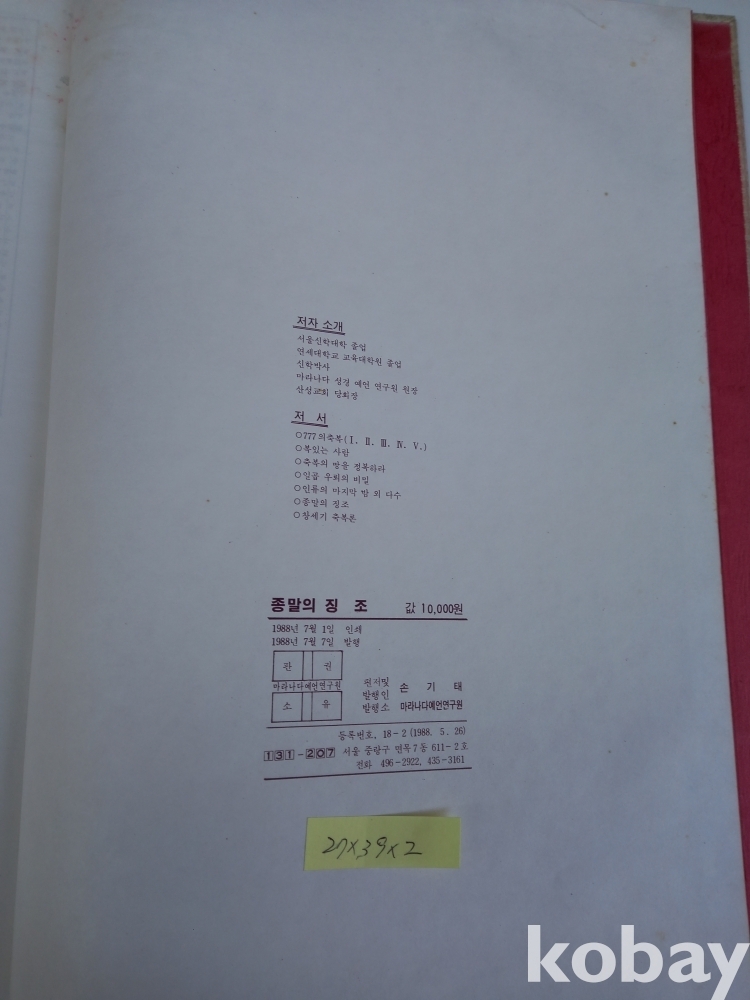 저자 소개
서울신학대학 졸업
연세대학교 교육대학원 졸업
신학박사
마라나다 성경 예언 연구원 원장
산성교회 당회장
저 서
○777의축복(Ⅰ. Ⅱ. Ⅲ. Ⅳ. Ⅴ.)
○복있는 사람
○축복의 땅을 정복하라
○일곱 우뢰의 비밀
○인류의 마지막 밤 외 다수
○종말의 징조
○창세기 축복론
종말의 징 조 값 10,000원
1988년 7월 1일 인쇄
1988년 7월 7일 발행
판 권
마라나다예언연구원
소 유
편저및
발행인 손 기 태
발행소 마라나다예언연구원
등록번호, 18-2 (1988. 5. 26)
131-207 서울 중랑구 면목7동 611-2호
전화 496-2922, 435-3161
27×39×2
kobay